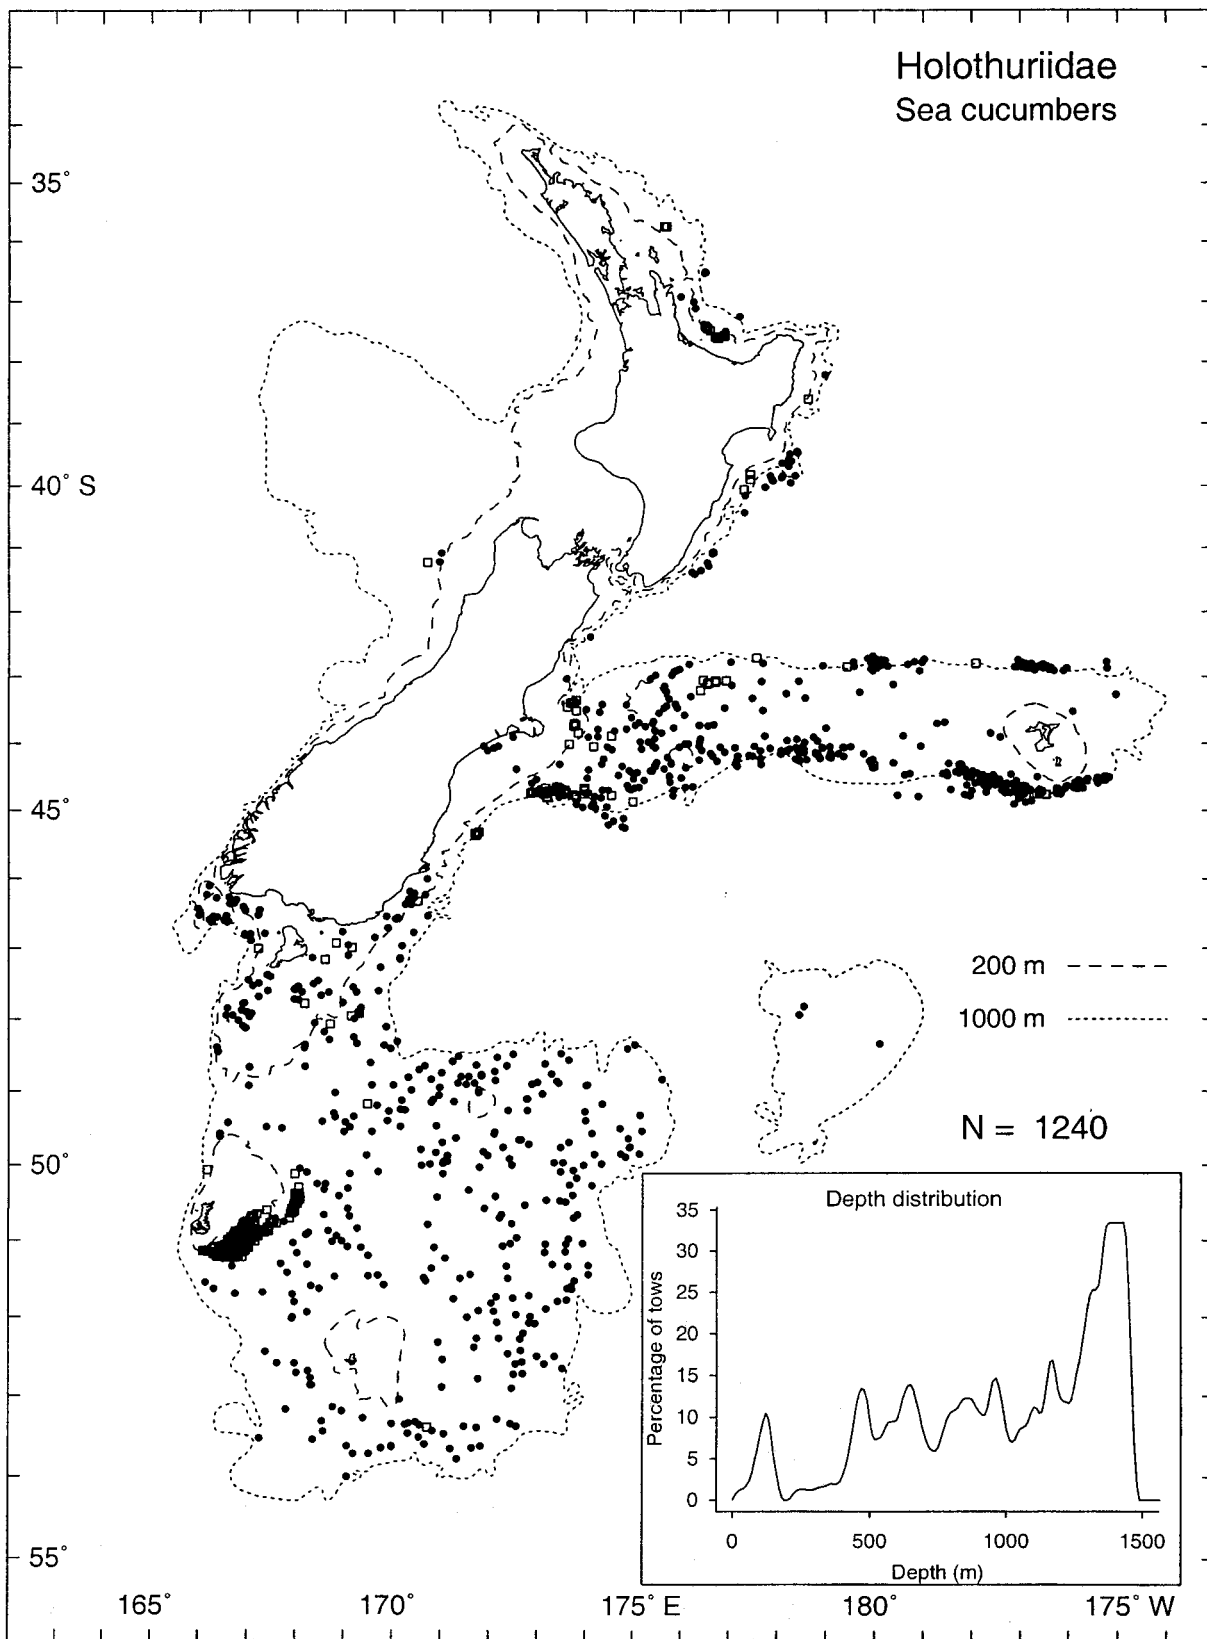 Holothuriidae
Sea cucumbers
35°
40° S
45°
50°
55°
200 m
1000 m
N = 1240
Depth distribution
35
30
25
20
15
10
5
0
Percentage of tows
0 500 1000 1500
Depth (m)
165° 170° 175° E 180° 175° W